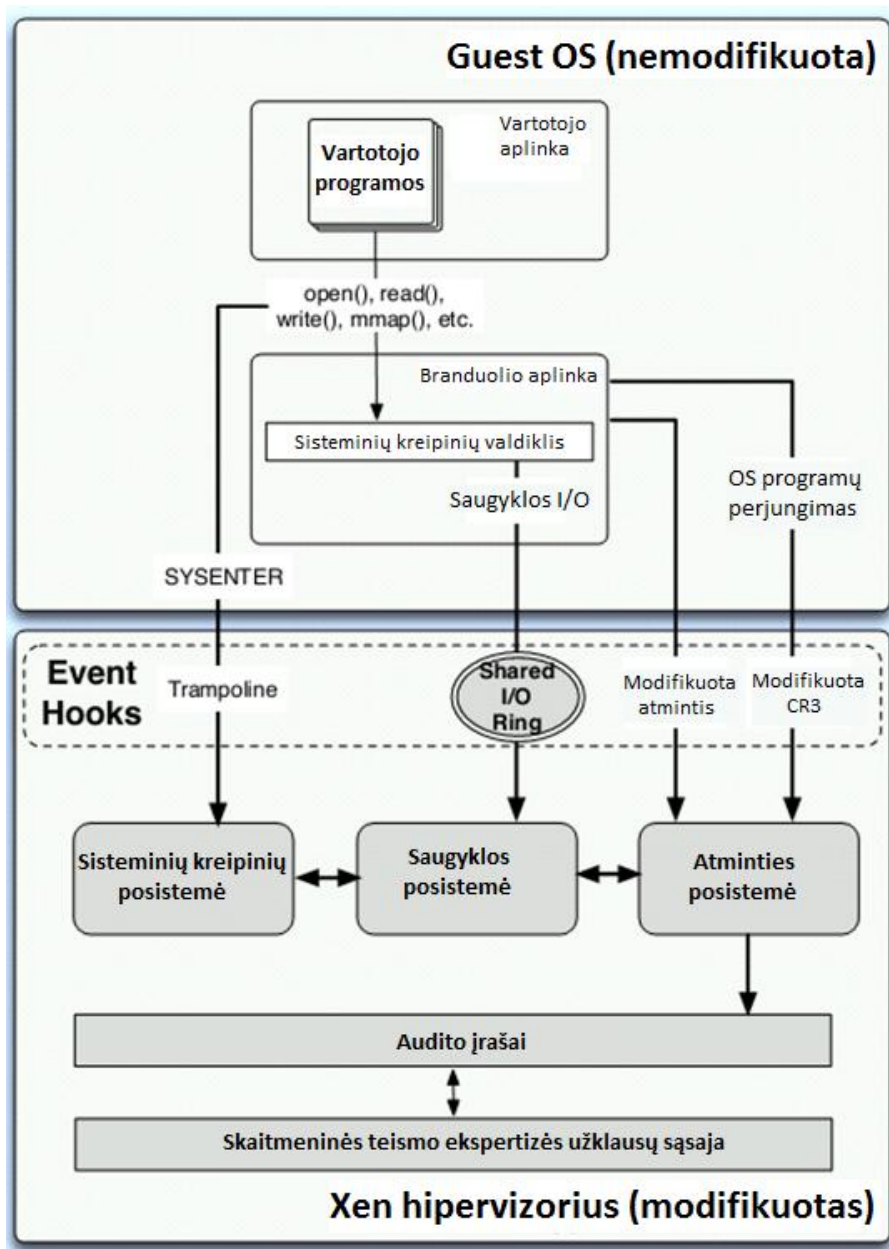 Guest OS (nemodifikuota)
Vartotojo
aplinka
Vartotojo
programos
open(), read(),
write(), mmap(), etc.
Branduolio aplinka
Sisteminių kreipinių valdiklis
Saugyklos I/O
OS programų
perjungimas
SYSENTER
Event
Hooks
Trampoline
Shared
I/O
Ring
Modifikuota
atmintis
Modifikuota
CR3
Sisteminių kreipinių
posistemė
Saugyklos
posistemė
Atminties
posistemė
Audito įrašai
Skaitmeninės teismo ekspertizės užklausų sąsaja
Xen hipervizorius (modifikuotas)